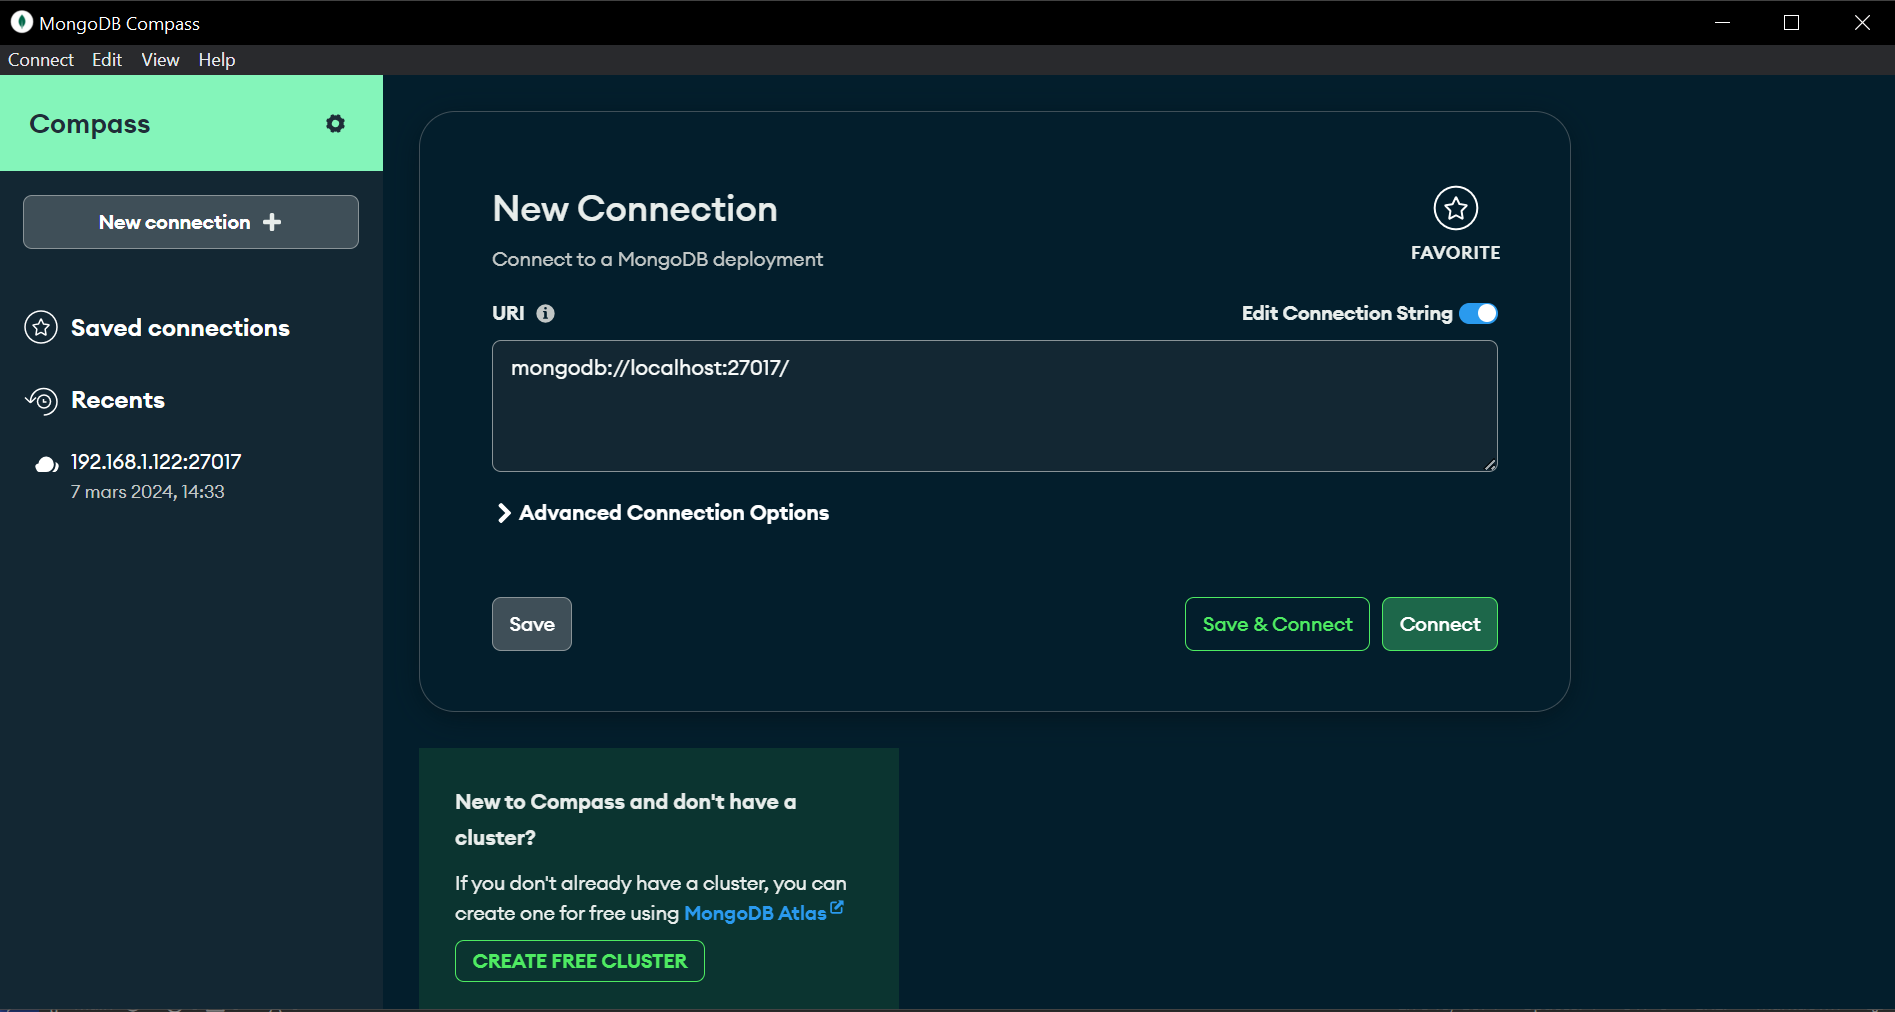 MongoDB Compass
Connect Edit View Help
Compass
New connection
Saved connections
Recents
192.168.1.122:27017
7 mars 2024, 14:33
New Connection
Connect to a MongoDB deployment
FAVORITE
URI
Edit Connection String
mongodb://localhost:27017/
Advanced Connection Options
Save
Save & Connect
Connect
New to Compass and don't have a
cluster?
If you don't already have a cluster, you can
create one for free using MongoDB Atlas
CREATE FREE CLUSTER